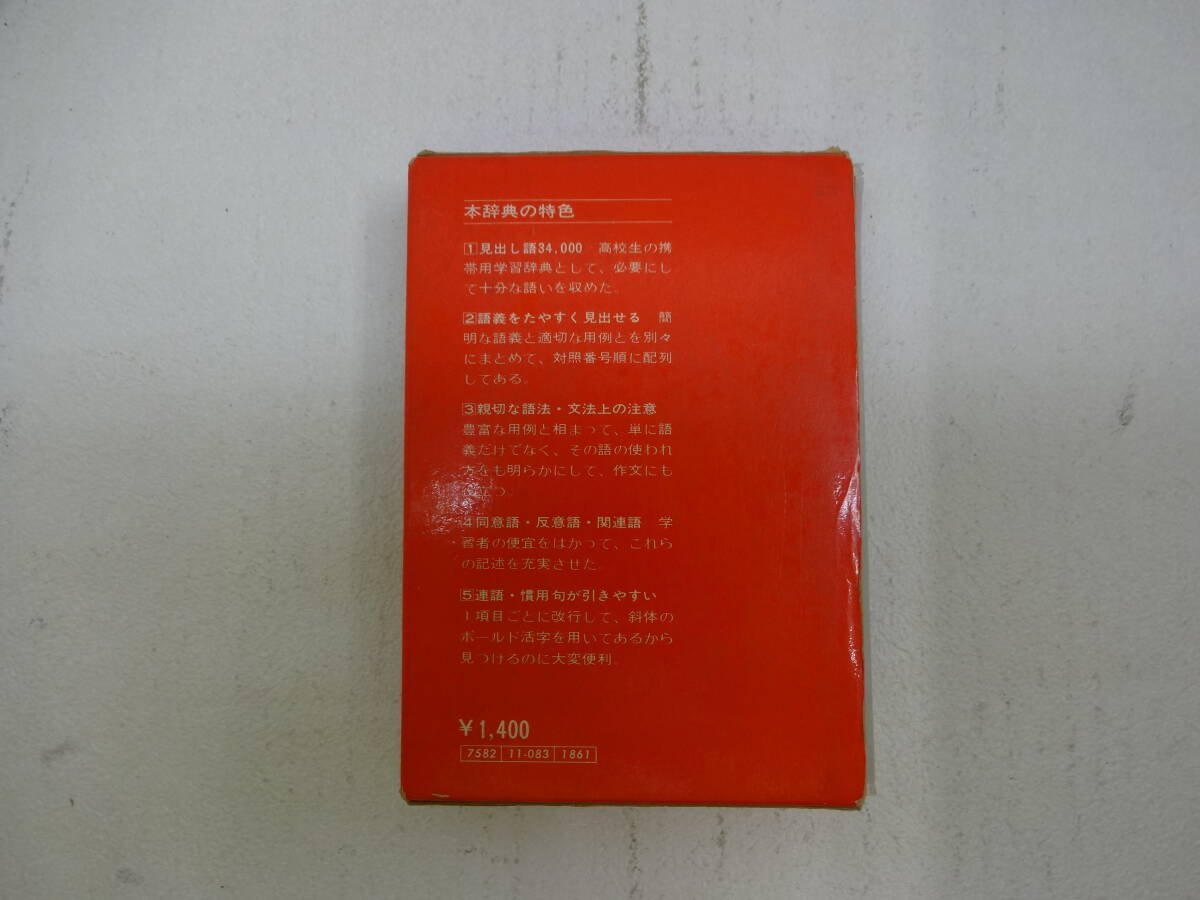 本辞典の特色
1見出し語34,000 高校生の携
帯用学習辞典として、必要にし
て十分な語いを収めた。
2語義をたやすく見出せる 簡
明な語義と適切な用例とを別々
にまとめて、対照番号順に配列
してある。
3親切な語法・文法上の注意
豊富な用例と相まって、単に語
義だけでなく、その語の使われ
方をも明らかにして、作文にも
つ。
4同意語・反意語・関連語 学
習者の便宜をはかって、これら
の記述を充実させた。
5連語・慣用句が引きやすい
1項目ごとに改行して、斜体の
ボールド活字を用いてあるから
見つけるのに大変便利。
¥1,400
7582 11-083 1861